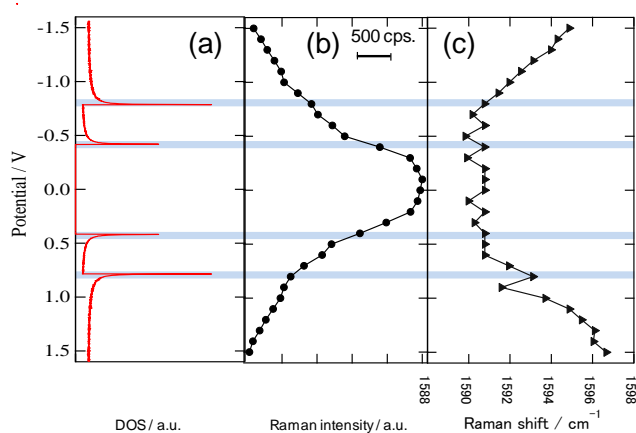 (a)
(b)
(c)
500 cps.
Potential / V
-1.5
-1.0
-0.5
0.0
0.5
1.0
1.5
1588
1590
1592
1594
1596
1598
DOS / a.u.
Raman intensity / a.u.
Raman shift / cm⁻¹